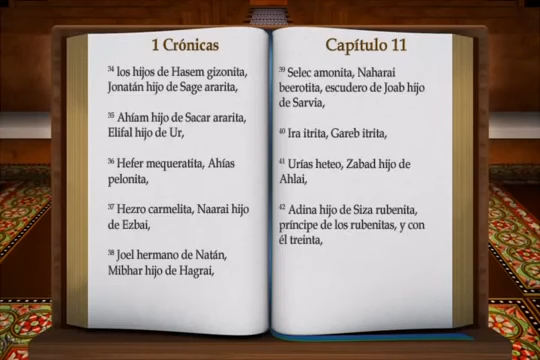 1 Crónicas
34 los hijos de Hasem gizonita,
Jonatán hijo de Sage ararita,
35 Ahíam hijo de Sacar ararita,
Elifal hijo de Ur,
36 Hefer mequeratita, Ahías
pelonita,
37 Hezro carmelita, Naarai hijo
de Ezbai,
38 Joel hermano de Natán,
Mibhar hijo de Hagrai,
Capítulo 11
39 Selec amonita, Naharai
beerotita, escudero de Joab hijo
de Sarvia,
40 Ira itrita, Gareb itrita,
41 Urías heteo, Zabad hijo de
Ahlai,
42 Adina hijo de Siza rubenita,
príncipe de los rubenitas, y con
él treinta,